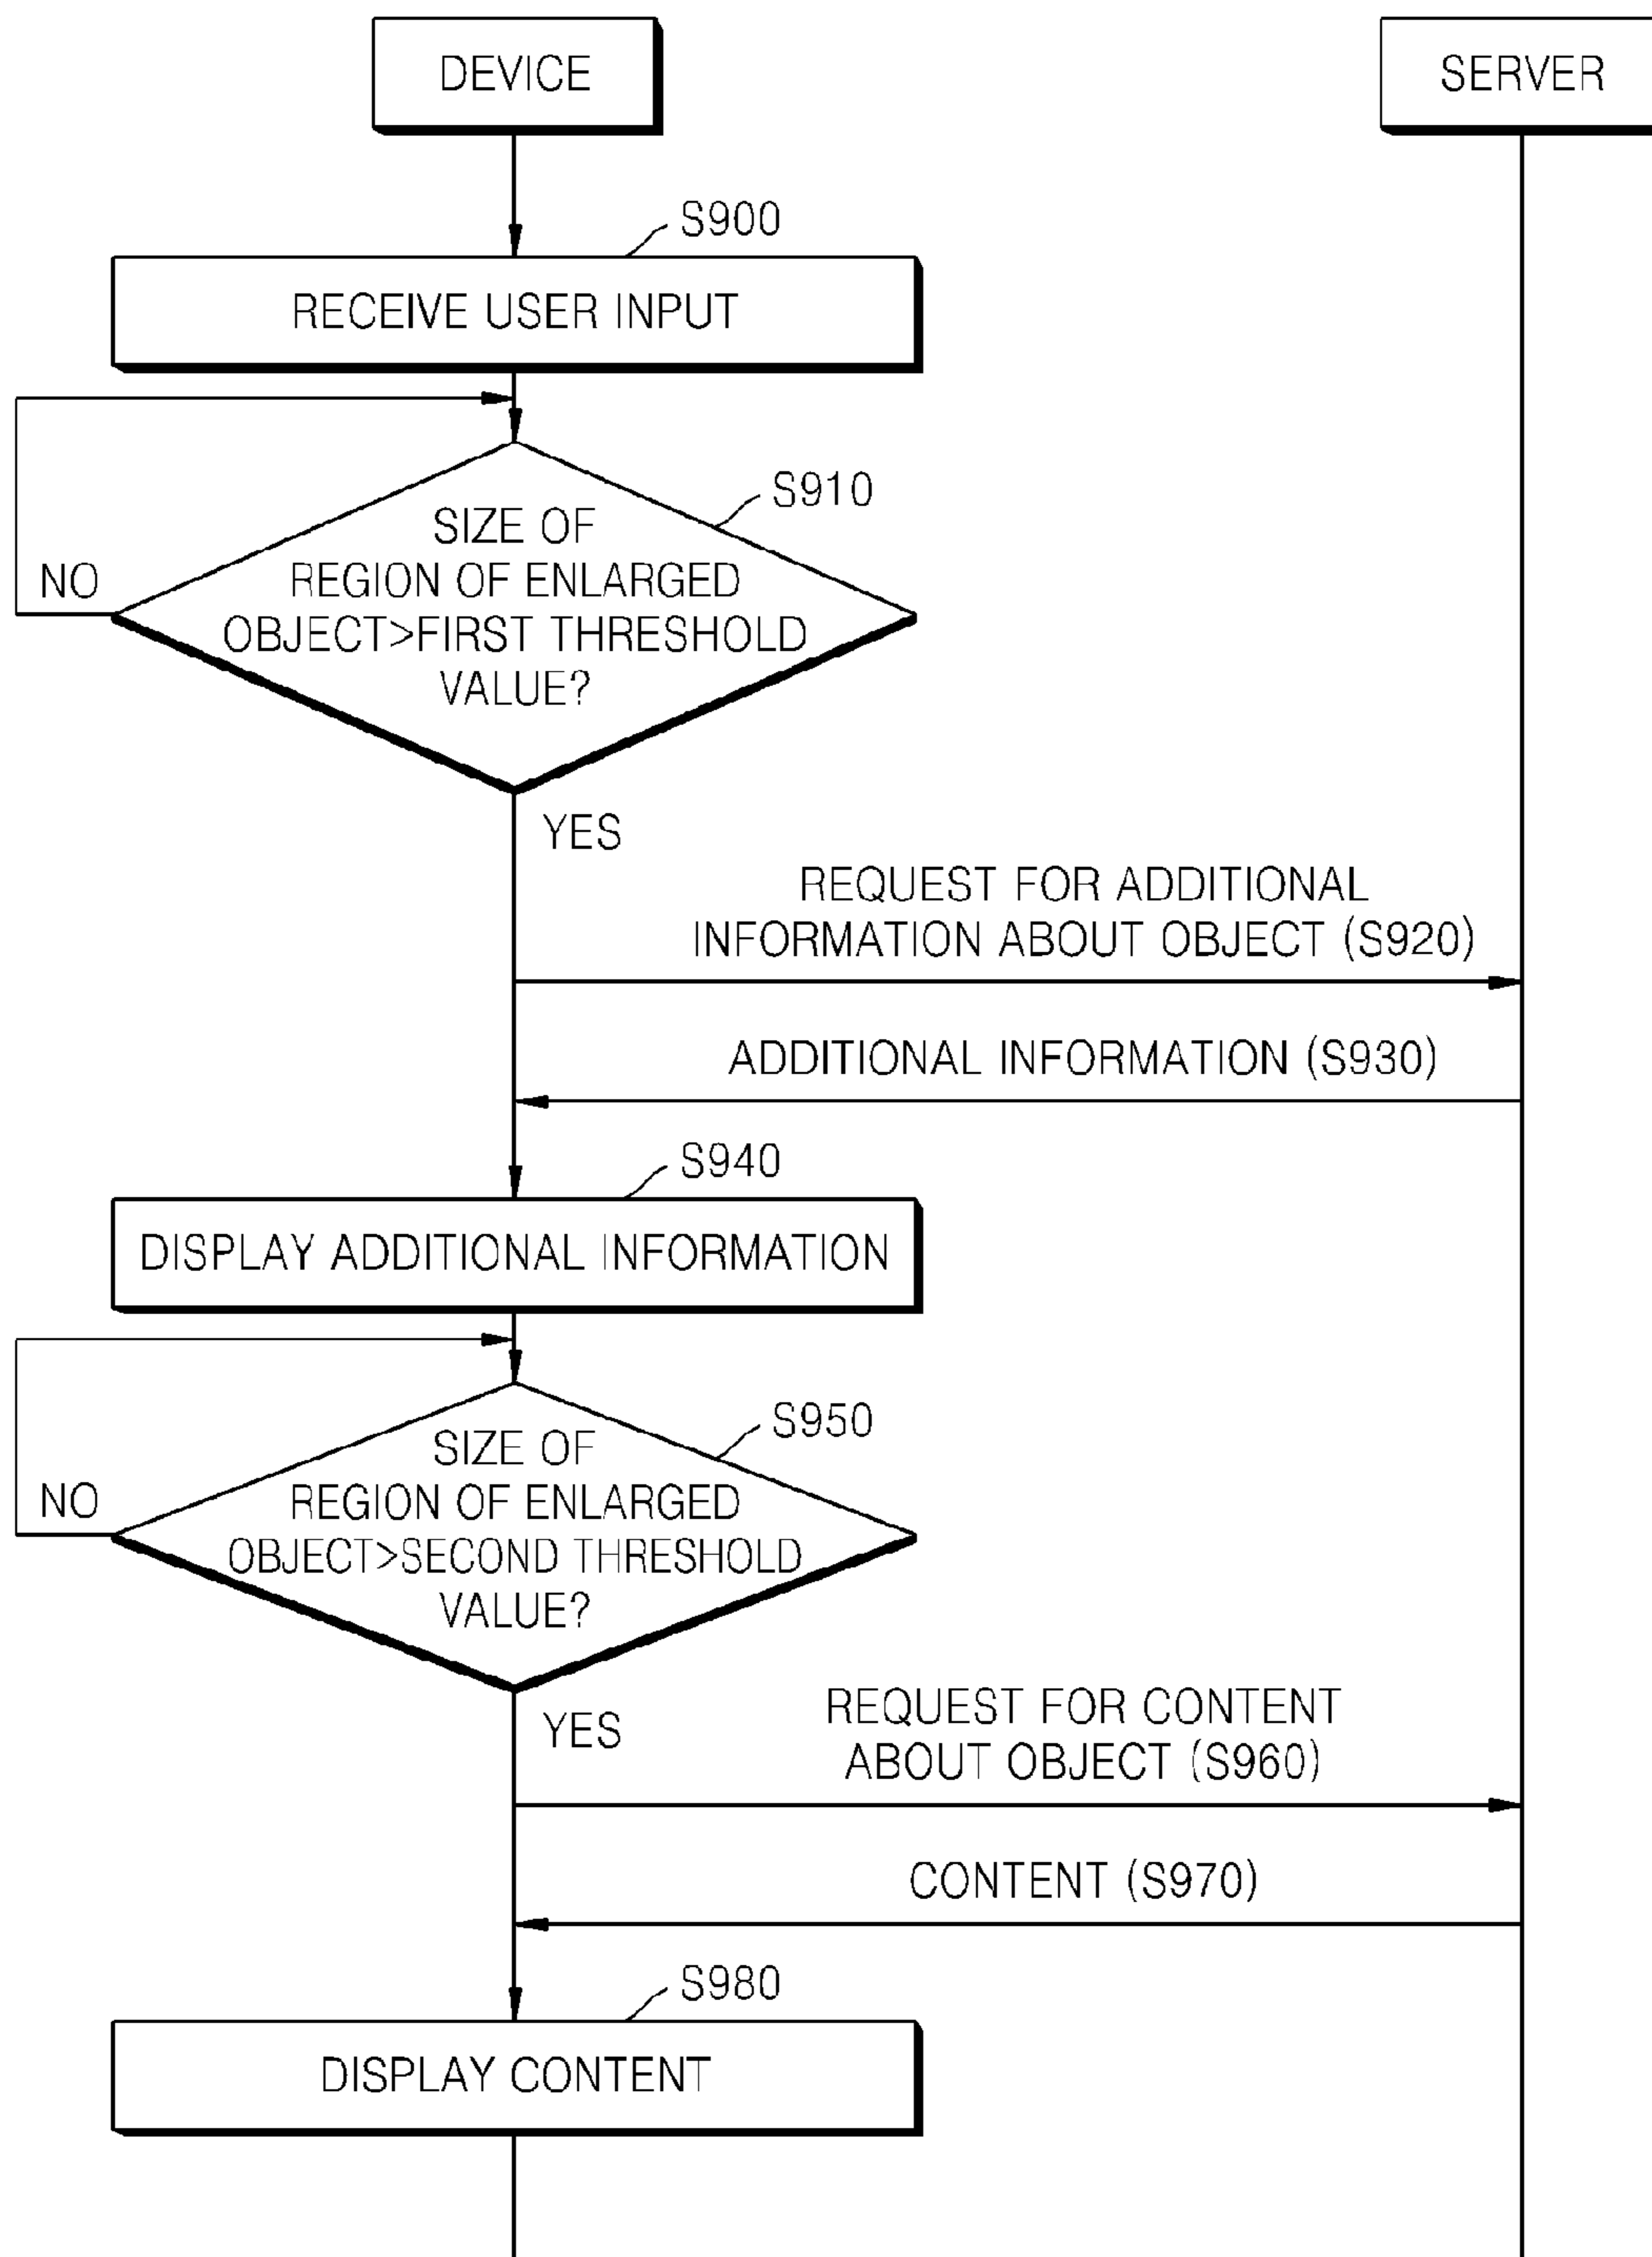 DEVICE
SERVER
S900
RECEIVE USER INPUT
S910
SIZE OF
REGION OF ENLARGED
OBJECT>FIRST THRESHOLD
VALUE?
NO
YES
REQUEST FOR ADDITIONAL
INFORMATION ABOUT OBJECT (S920)
ADDITIONAL INFORMATION (S930)
S940
DISPLAY ADDITIONAL INFORMATION
S950
SIZE OF
REGION OF ENLARGED
OBJECT>SECOND THRESHOLD
VALUE?
NO
YES
REQUEST FOR CONTENT
ABOUT OBJECT (S960)
CONTENT (S970)
S980
DISPLAY CONTENT